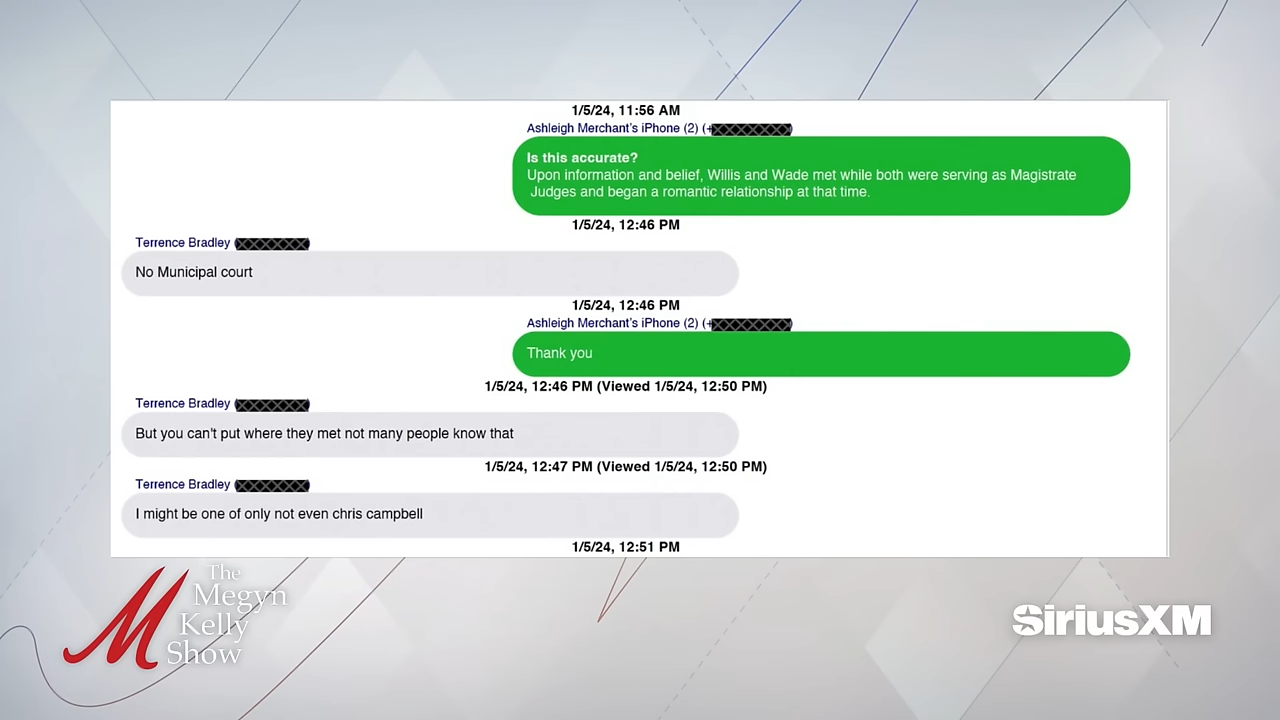 1/5/24, 11:56 AM
Ashleigh Merchant's iPhone (2) (+
Is this accurate?
Upon information and belief, Willis and Wade met while both were serving as Magistrate
Judges and began a romantic relationship at that time.
1/5/24, 12:46 PM
Terrence Bradley (
No Municipal court
1/5/24, 12:46 PM
Ashleigh Merchant's iPhone (2) (+
Thank you
1/5/24, 12:46 PM (Viewed 1/5/24, 12:50 PM)
Terrence Bradley (
But you can't put where they met not many people know that
1/5/24, 12:47 PM (Viewed 1/5/24, 12:50 PM)
Terrence Bradley
I might be one of only not even chris campbell
1/5/24, 12:51 PM
The
Megyn
Kelly
Show
SiriusXM